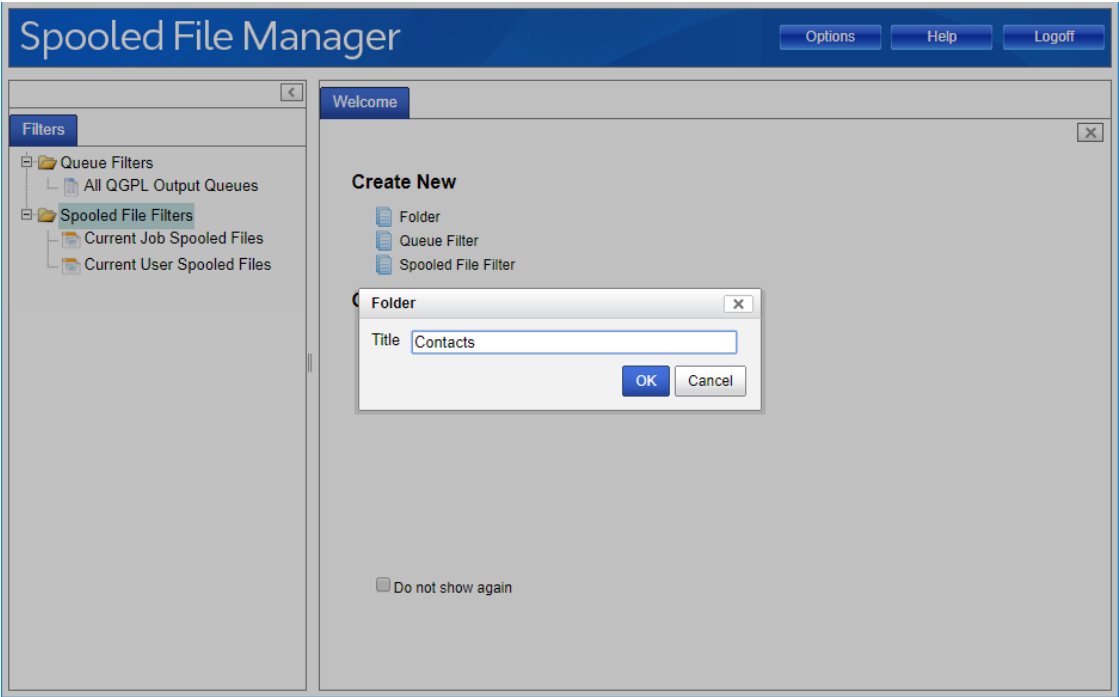 Spooled File Manager
Options
Help
Logoff
Filters
Queue Filters
All QGPL Output Queues
Spooled File Filters
Current Job Spooled Files
Current User Spooled Files
Welcome
Create New
Folder
Queue Filter
Spooled File Filter
Folder
Title Contacts
OK Cancel
Do not show again